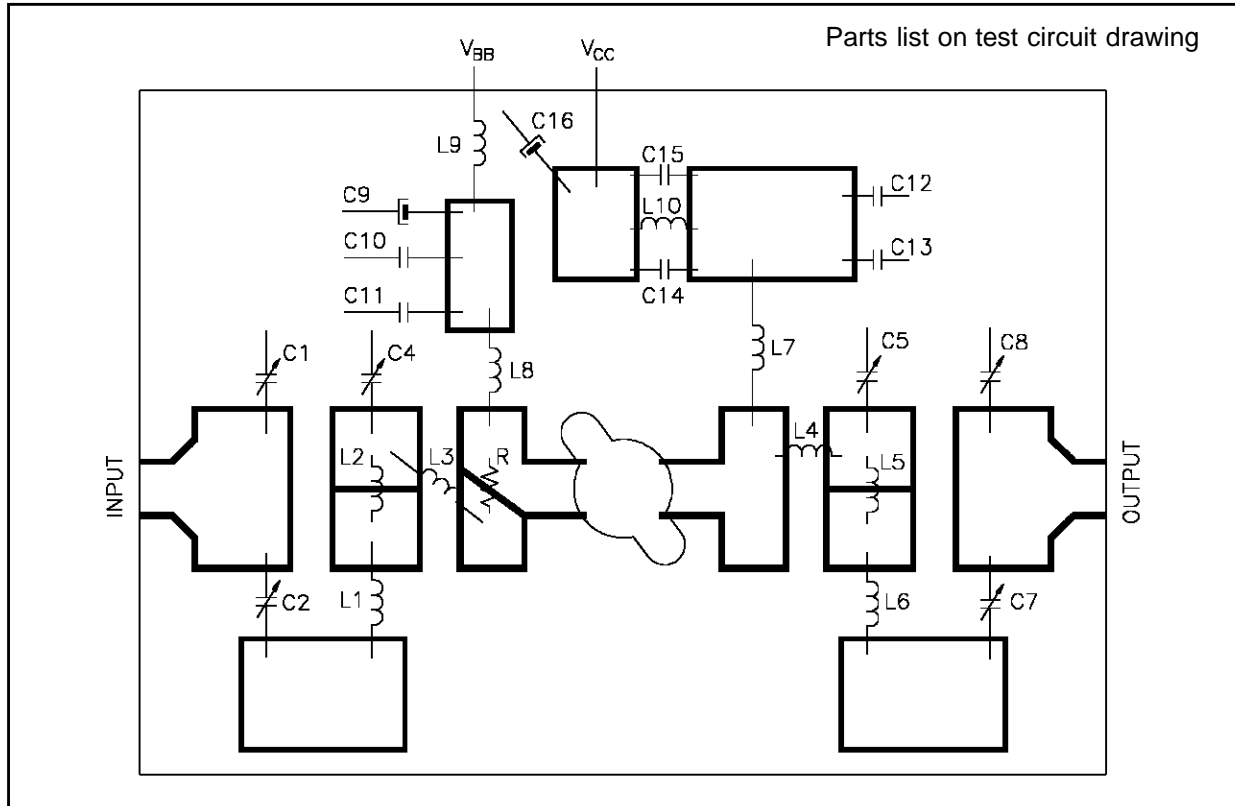 Parts list on test circuit drawing
VBB
VCC
C16
L9
C15
C9
C12
L10
C10
C13
C11
C14
C1
C4
L8
L7
C5
C8
L2
L3
R
L4
L5
INPUT
OUTPUT
C2
L1
L6
C7